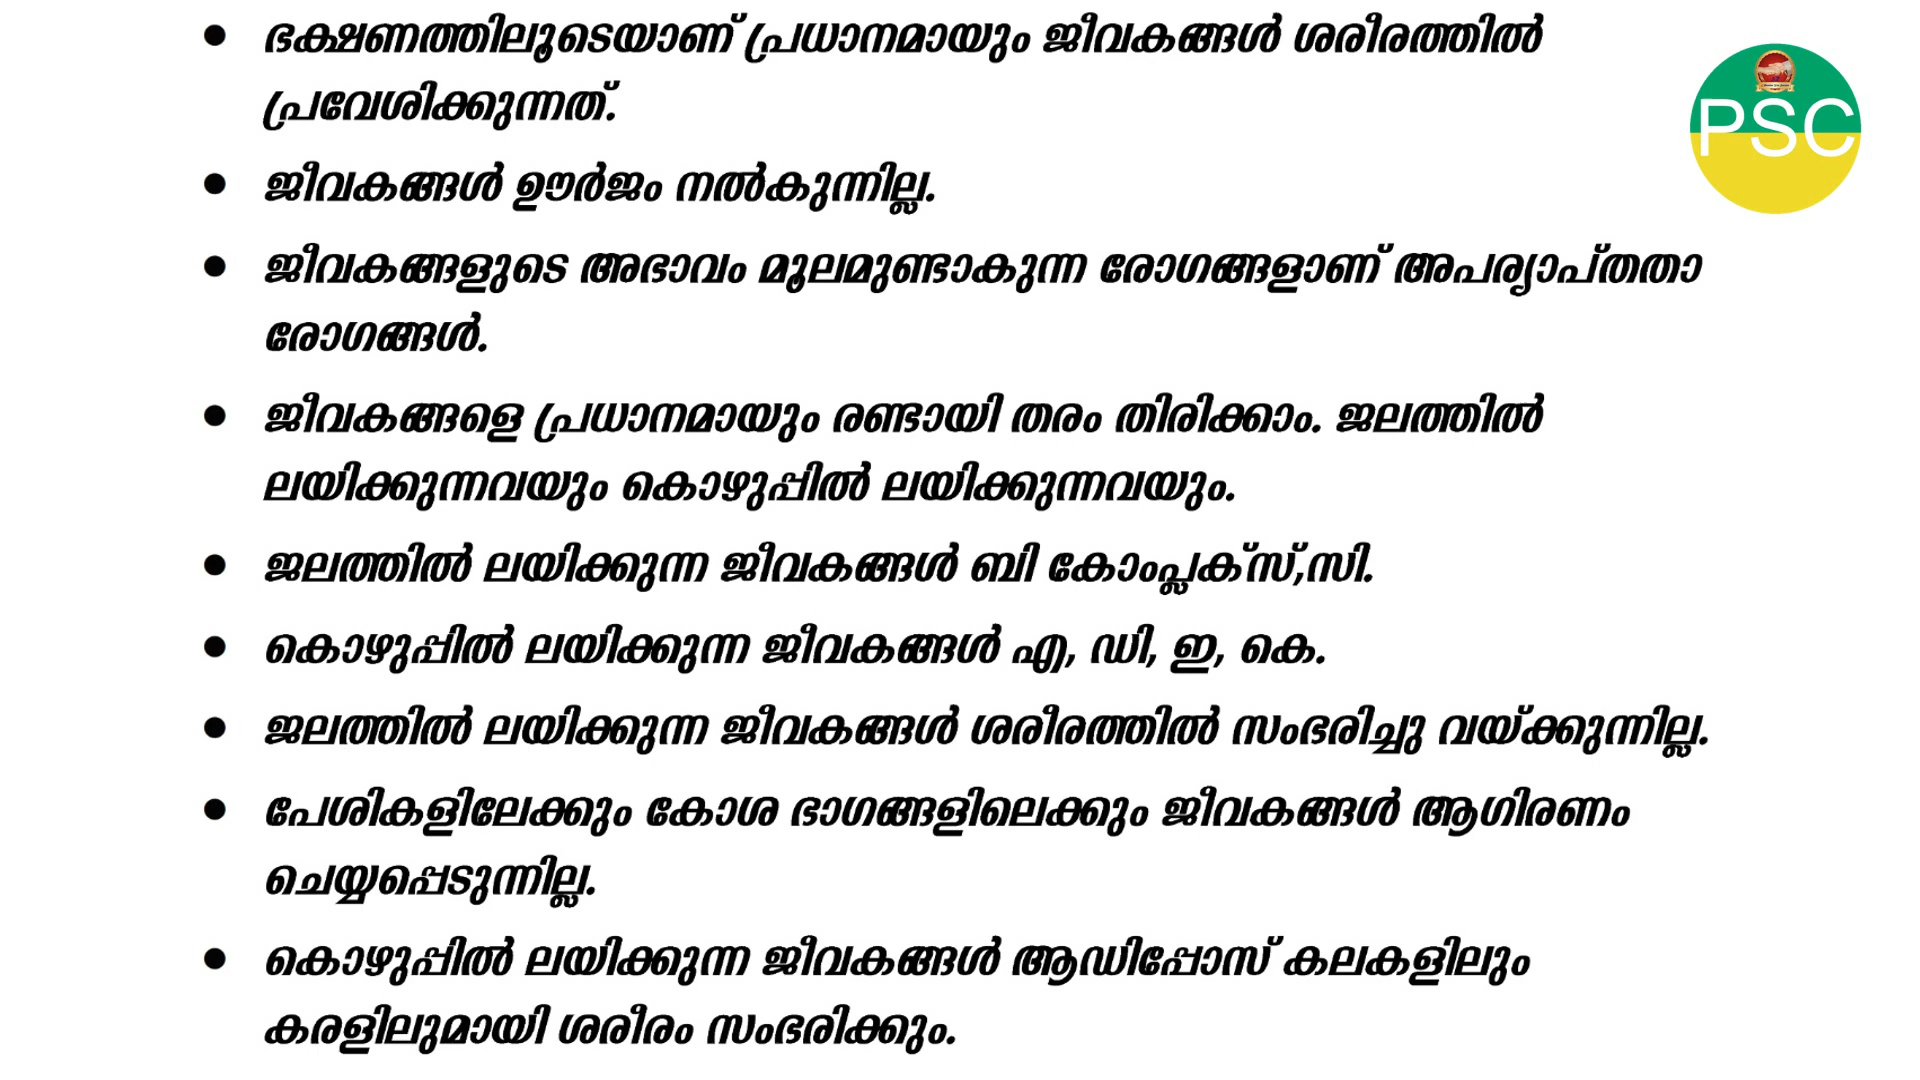 • ഭക്ഷണത്തിലൂടെയാണ് പ്രധാനമായും ജീവകങ്ങൾ ശരീരത്തിൽ
പ്രവേശിക്കുന്നത്.
PSC
• ജീവകങ്ങൾ ഊർജം നൽകുന്നില്ല.
• ജീവകങ്ങളുടെ അഭാവം മൂലമുണ്ടാകുന്ന രോഗങ്ങളാണ് അപര്യാപ്തതാ
രോഗങ്ങൾ.
• ജീവകങ്ങളെ പ്രധാനമായും രണ്ടായി തരം തിരിക്കാം. ജലത്തിൽ
ലയിക്കുന്നവയും കൊഴുപ്പിൽ ലയിക്കുന്നവയും.
• ജലത്തിൽ ലയിക്കുന്ന ജീവകങ്ങൾ ബി കോംപ്ലക്സ്,സി.
• കൊഴുപ്പിൽ ലയിക്കുന്ന ജീവകങ്ങൾ എ, ഡി, ഇ, കെ.
• ജലത്തിൽ ലയിക്കുന്ന ജീവകങ്ങൾ ശരീരത്തിൽ സംഭരിച്ചു വയ്ക്കുന്നില്ല.
• പേശികളിലേക്കും കോശ ഭാഗങ്ങളിലെക്കും ജീവകങ്ങൾ ആഗിരണം
ചെയ്യപ്പെടുന്നില്ല.
• കൊഴുപ്പിൽ ലയിക്കുന്ന ജീവകങ്ങൾ ആഡിപ്പോസ് കലകളിലും
കരളിലുമായി ശരീരം സംഭരിക്കും.